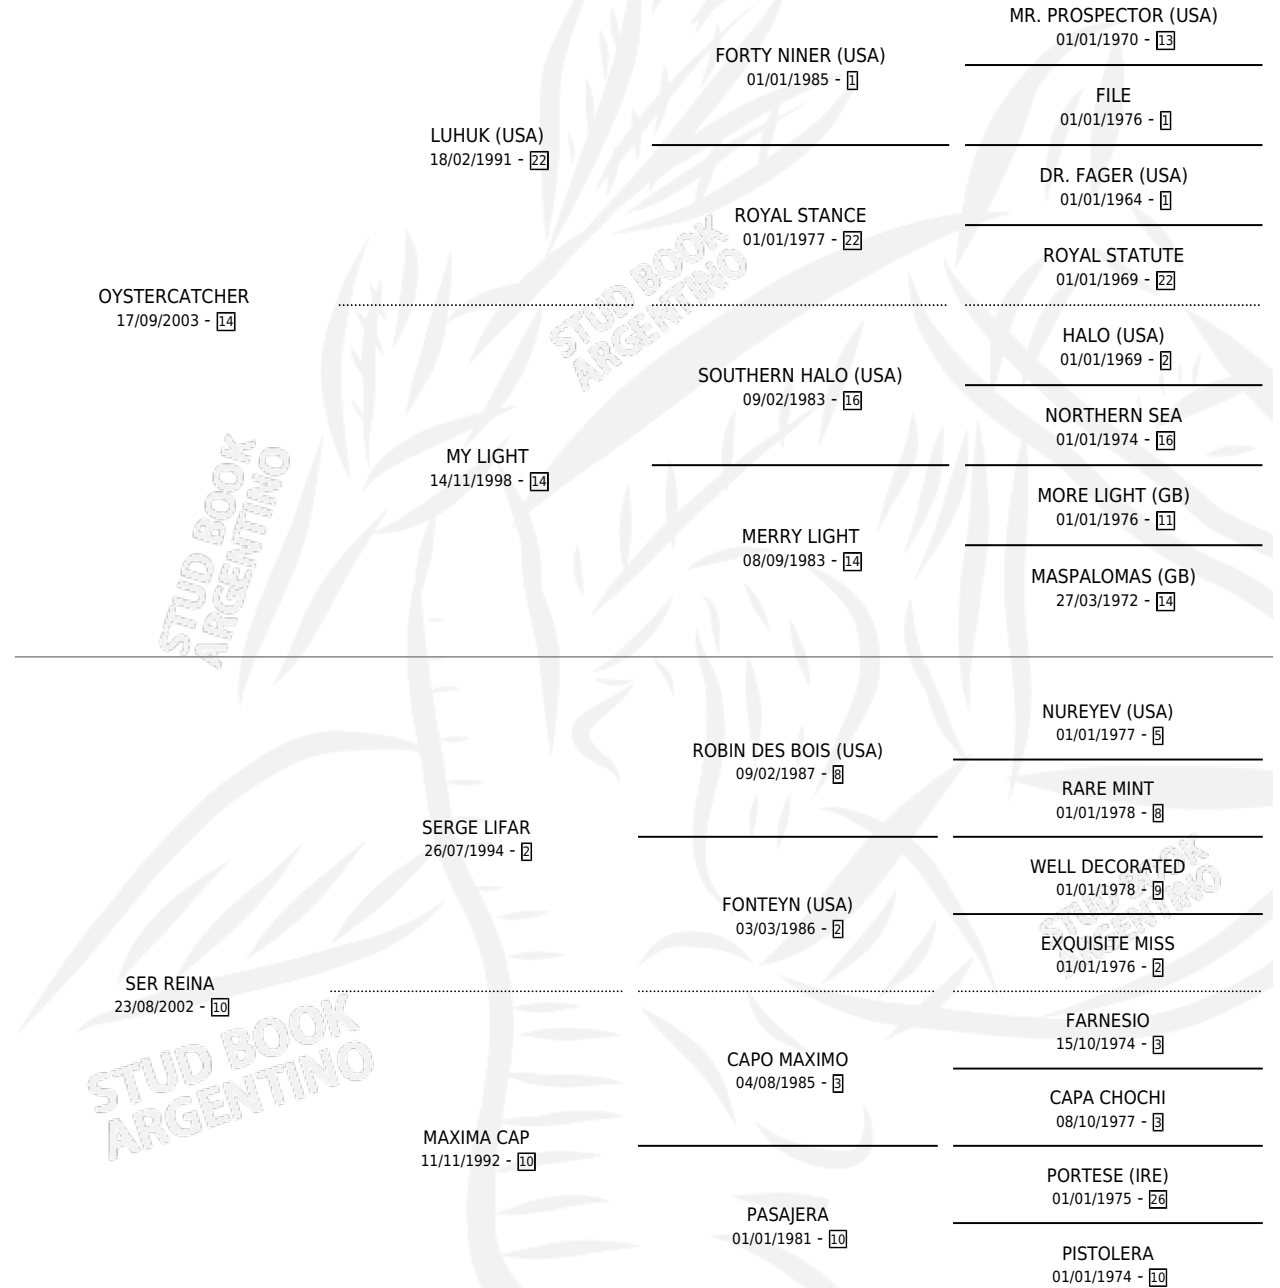 MR. PROSPECTOR (USA)
01/01/1970 - 13
FORTY NINER (USA)
01/01/1985 - 1
FILE
01/01/1976 - 1
LUHUK (USA)
18/02/1991 - 22
DR. FAGER (USA)
01/01/1964 - 1
ROYAL STANCE
01/01/1977 - 22
ROYAL STATUTE
01/01/1969 - 22
OYSTERCATCHER
17/09/2003 - 14
HALO (USA)
01/01/1969 - 2
SOUTHERN HALO (USA)
09/02/1983 - 16
NORTHERN SEA
01/01/1974 - 16
MY LIGHT
14/11/1998 - 14
MORE LIGHT (GB)
01/01/1976 - 11
MERRY LIGHT
08/09/1983 - 14
MASPALOMAS (GB)
27/03/1972 - 14
STUD BOOK
ARGENTINO
STUD BOOK
ARGENTINO
NUREYEV (USA)
01/01/1977 - 5
ROBIN DES BOIS (USA)
09/02/1987 - 8
RARE MINT
01/01/1978 - 8
SERGE LIFAR
26/07/1994 - 2
WELL DECORATED
01/01/1978 - 9
FONTEYN (USA)
03/03/1986 - 2
EXQUISITE MISS
01/01/1976 - 2
STUD BOOK
ARGENTINO
SER REINA
23/08/2002 - 10
FARNESIO
15/10/1974 - 3
CAPO MAXIMO
04/08/1985 - 3
CAPA CHOCHI
08/10/1977 - 3
MAXIMA CAP
11/11/1992 - 10
PORTESE (IRE)
01/01/1975 - 26
PASAJERA
01/01/1981 - 10
PISTOLERA
01/01/1974 - 10
STUD BOOK
ARGENTINO